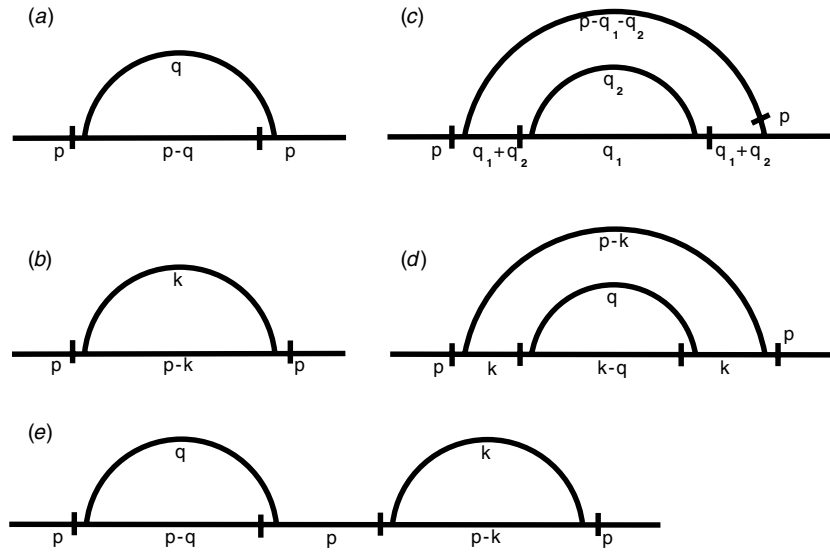 (a)
q
p
p-q
p
(c)
p-q₁-q₂
q₂
p
p
q₁+q₂
q₁
q₁+q₂
(b)
k
p
p-k
p
(d)
p-k
q
p
p
k
k-q
k
(e)
q
k
p
p-q
p
p-k
p